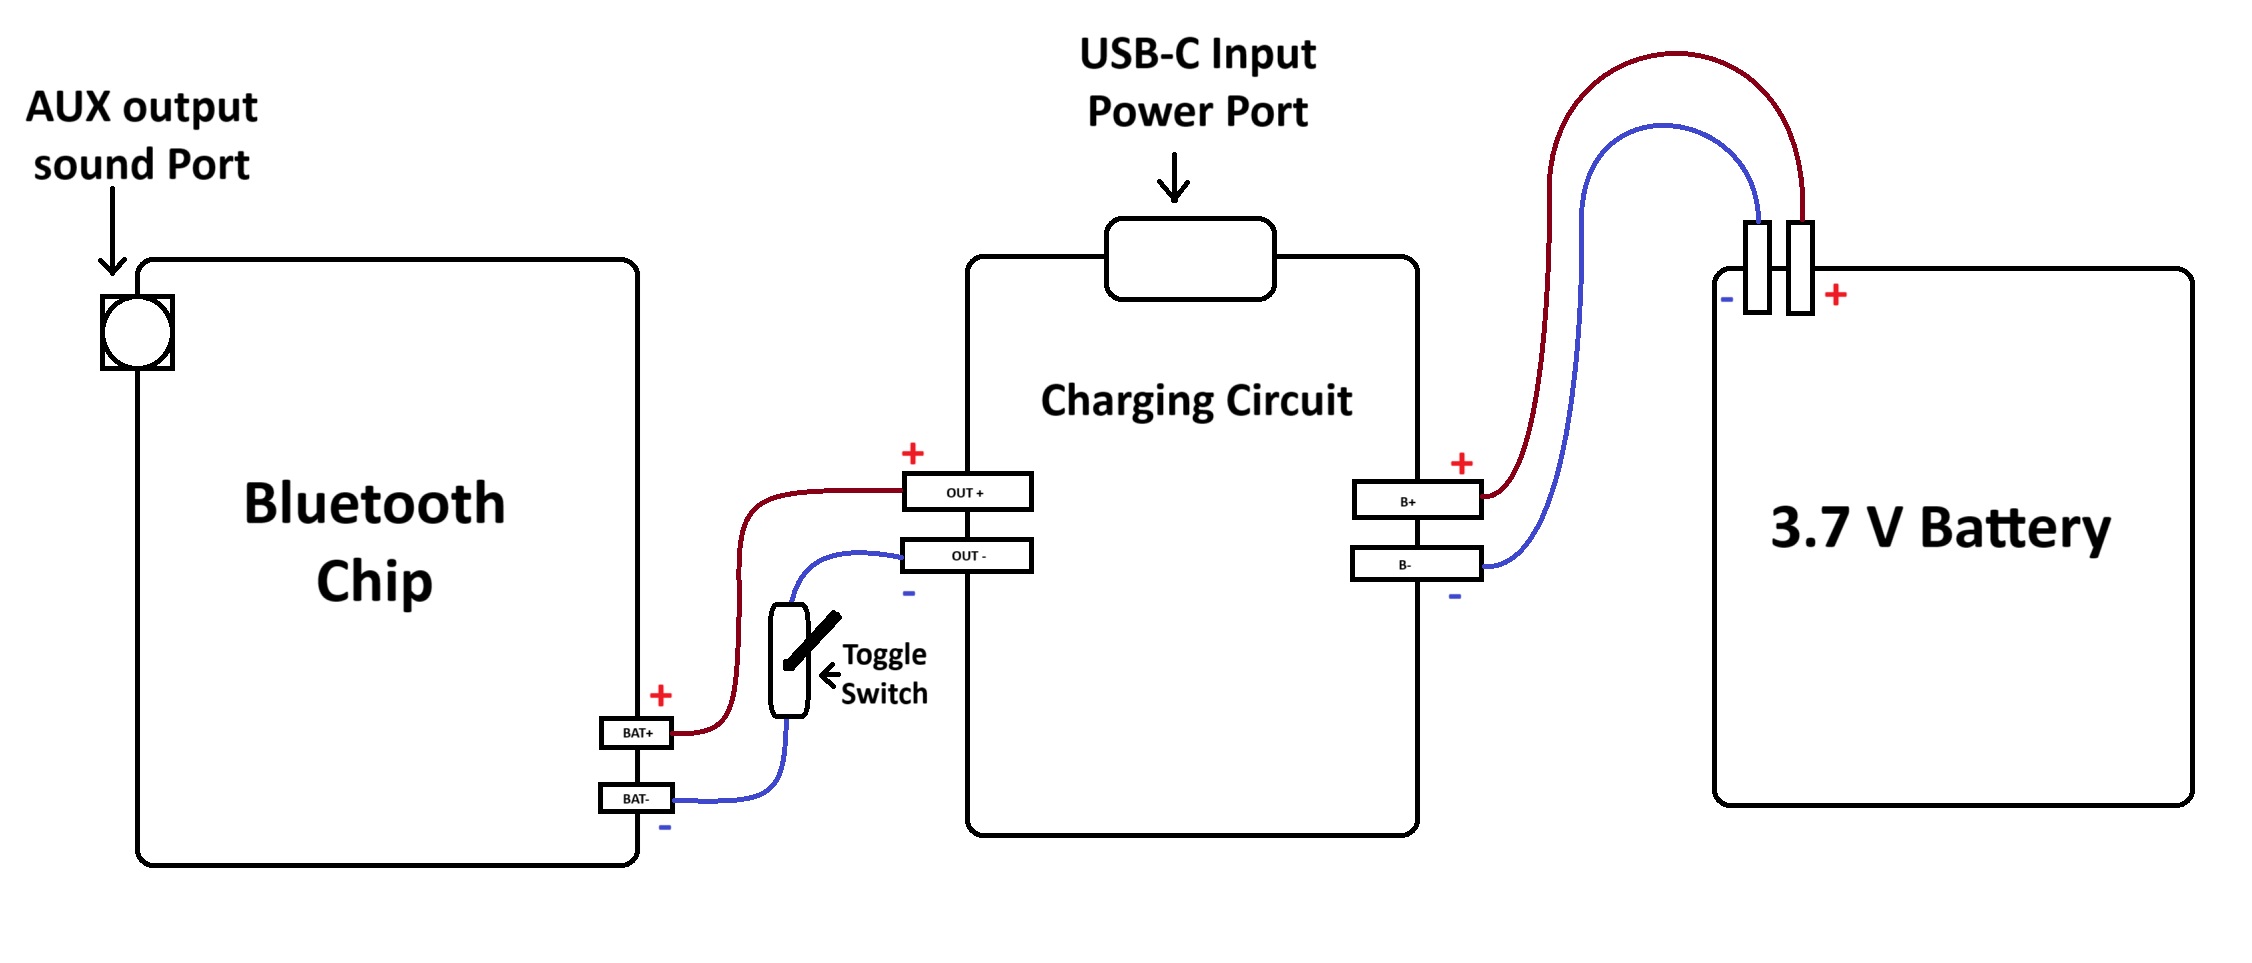 AUX output
sound Port
USB-C Input
Power Port
Bluetooth
Chip
BAT+
+
BAT-
-
+
OUT +
OUT -
-
Toggle
Switch
Charging Circuit
+
B+
B-
-
-
+
3.7 V Battery